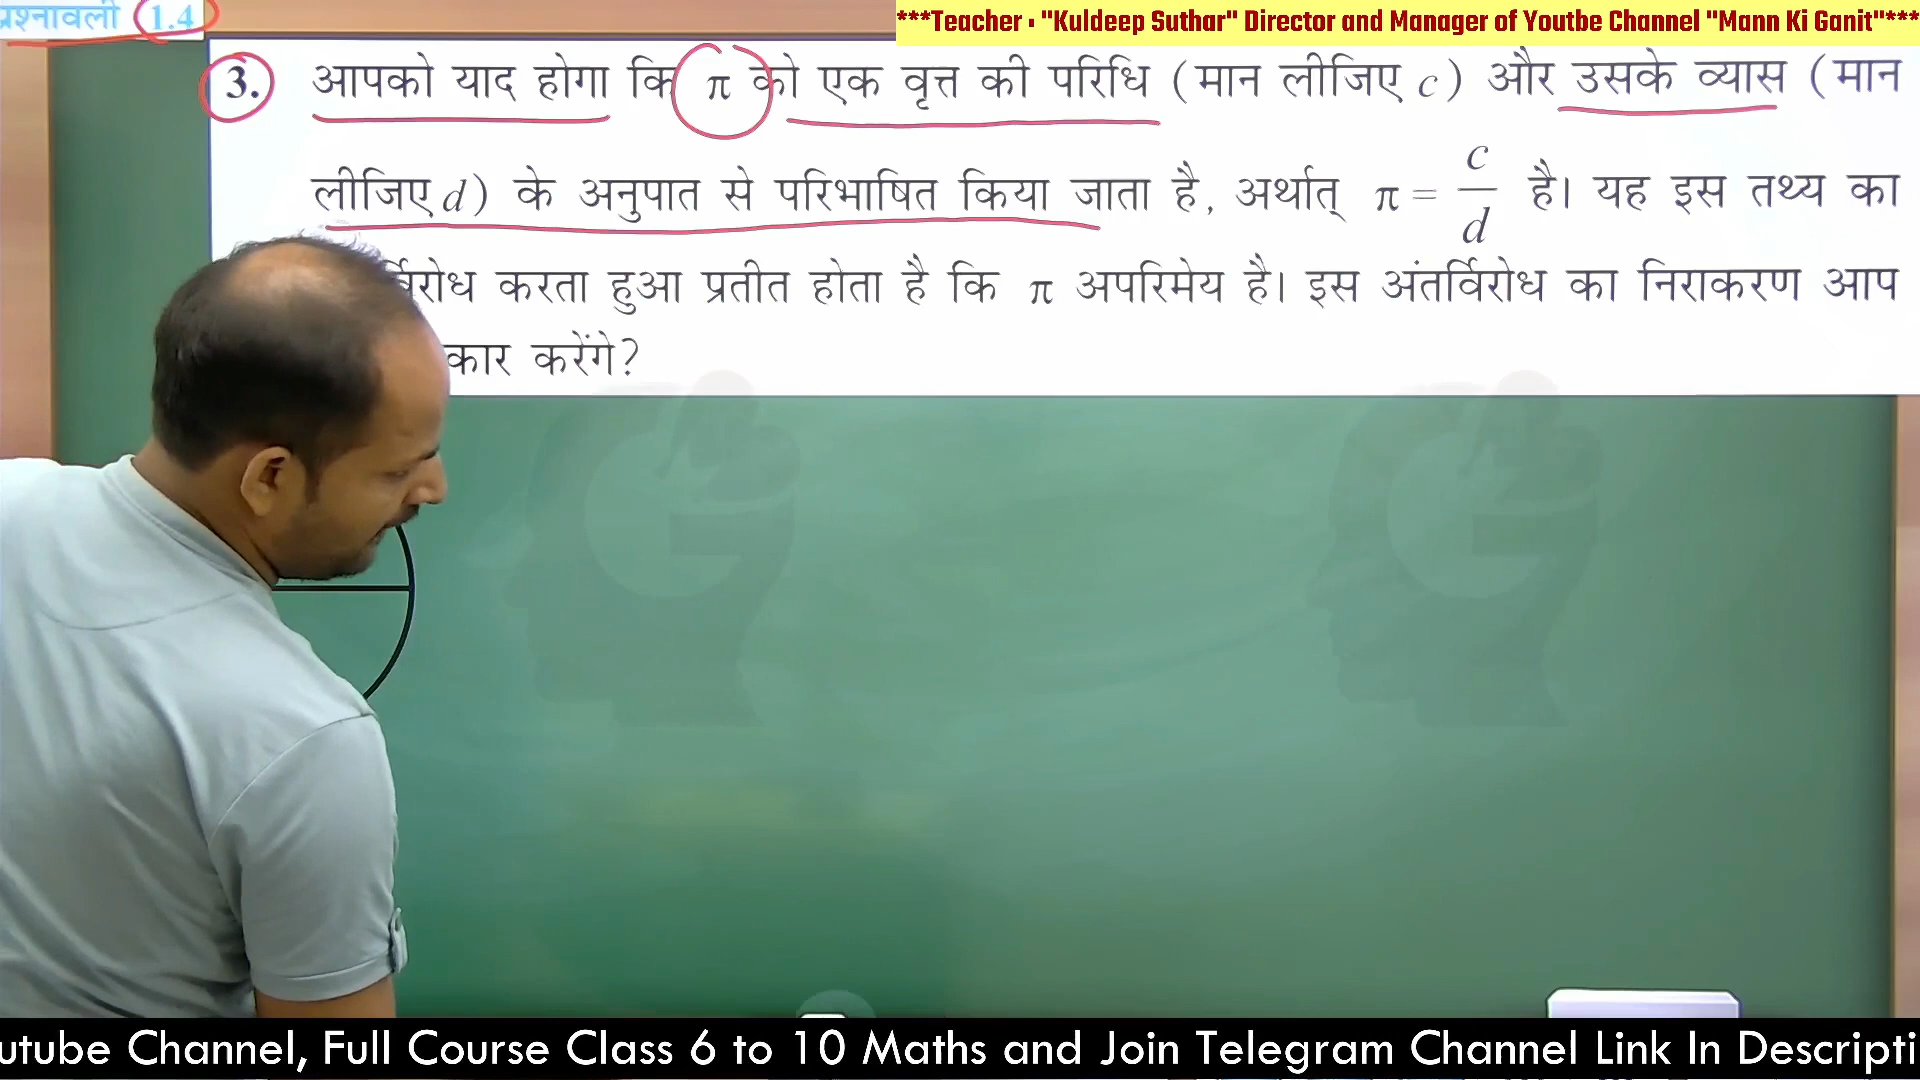 प्रश्नावली 1.4
***Teacher : "Kuldeep Suthar" Director and Manager of Youtbe Channel "Mann Ki Ganit"***
3. आपको याद होगा कि π को एक वृत्त की परिधि (मान लीजिए c) और उसके व्यास (मान
लीजिए d) के अनुपात से परिभाषित किया जाता है, अर्थात् π = c/d है। यह इस तथ्य का
करता हुआ प्रतीत होता है कि π अपरिमेय है। इस अंतर्विरोध का निराकरण आप
करेंगे?
Channel, Full Course Class 6 to 10 Maths and Join Telegram Channel Link In